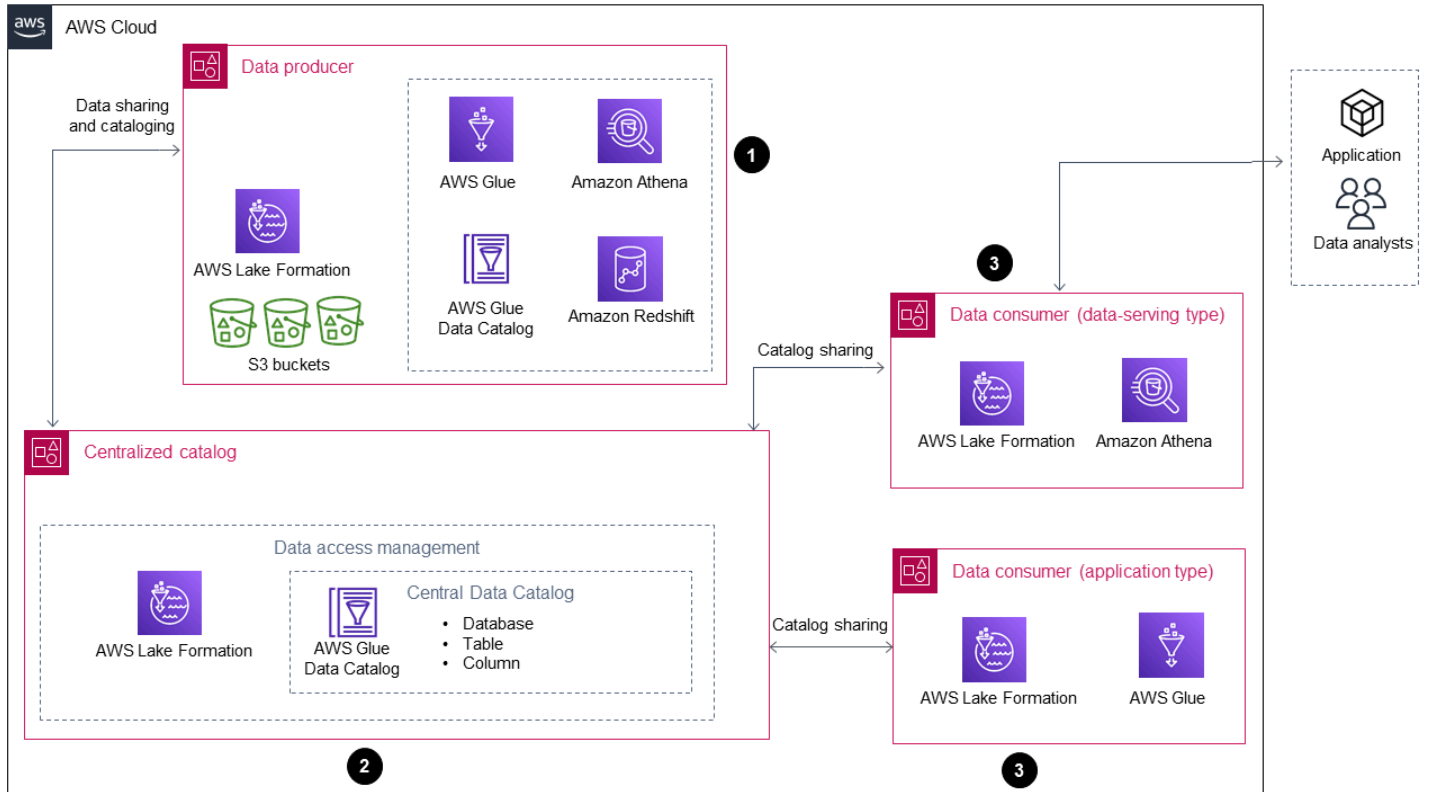 aws
AWS Cloud
Data producer
Data sharing
and cataloging
AWS Glue
Amazon Athena
1
AWS Lake Formation
AWS Glue
Data Catalog
Amazon Redshift
S3 buckets
Application
Data analysts
3
Data consumer (data-serving type)
Catalog sharing
AWS Lake Formation
Amazon Athena
Centralized catalog
Data access management
Central Data Catalog
• Database
• Table
• Column
AWS Lake Formation
AWS Glue
Data Catalog
2
Data consumer (application type)
Catalog sharing
AWS Lake Formation
AWS Glue
3